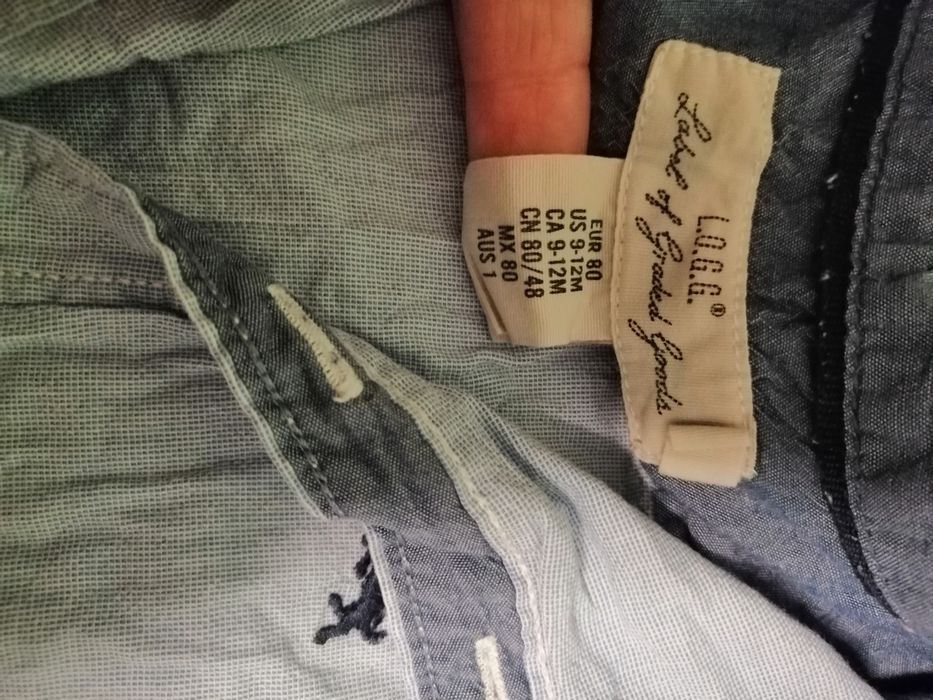 L.O.G.G.®
Label of Graded Goods
EUR 80
US 9-12M
CA 9-12M
CN 80/48
MX 80
AUS 1